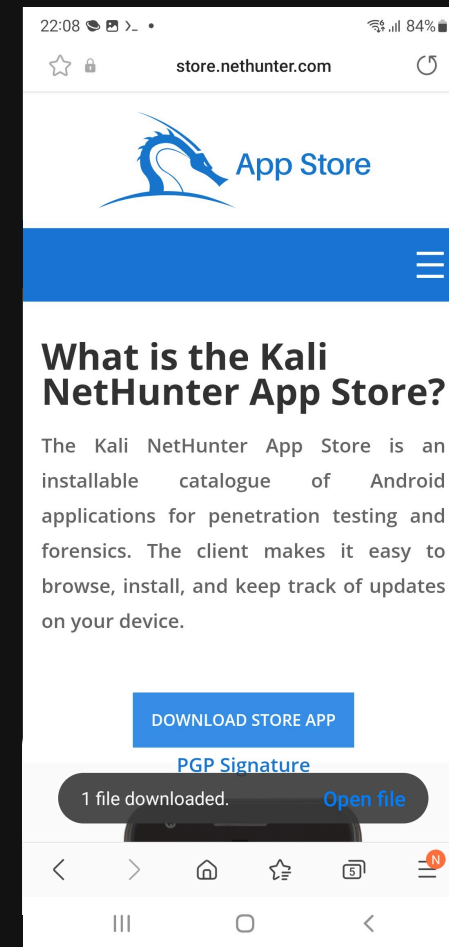 22:08
84%
store.nethunter.com
App Store
What is the Kali
NetHunter App Store?
The Kali NetHunter App Store is an
installable catalogue of Android
applications for penetration testing and
forensics. The client makes it easy to
browse, install, and keep track of updates
on your device.
DOWNLOAD STORE APP
PGP Signature
1 file downloaded. Open file
5
N